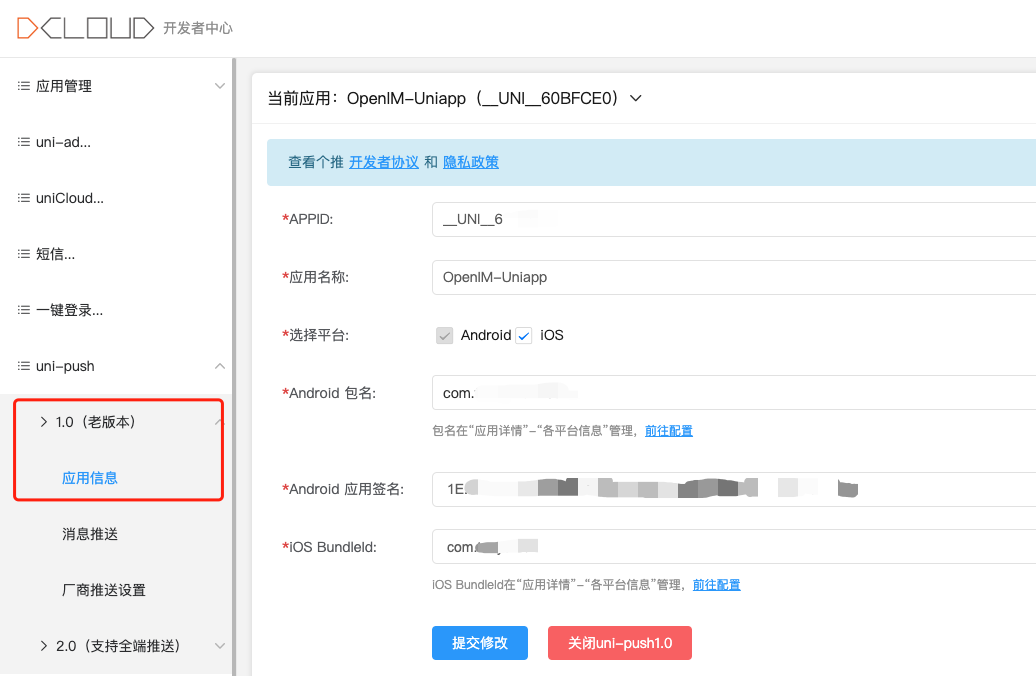 DCLOUD 开发者中心
应用管理
uni-ad...
uniCloud...
短信...
一键登录...
uni-push
1.0（老版本）
应用信息
消息推送
厂商推送设置
2.0（支持全端推送）
当前应用：OpenIM-Uniapp（__UNI__60BFCE0）
查看个推 开发者协议 和 隐私政策
*APPID: __UNI__6
*应用名称: OpenIM-Uniapp
*选择平台: Android iOS
*Android 包名: com.
包名在“应用详情”-“各平台信息”管理，前往配置
*Android 应用签名: 1E:
*iOS BundleId: com.
iOS BundleId在“应用详情”-“各平台信息”管理，前往配置
提交修改 关闭uni-push1.0